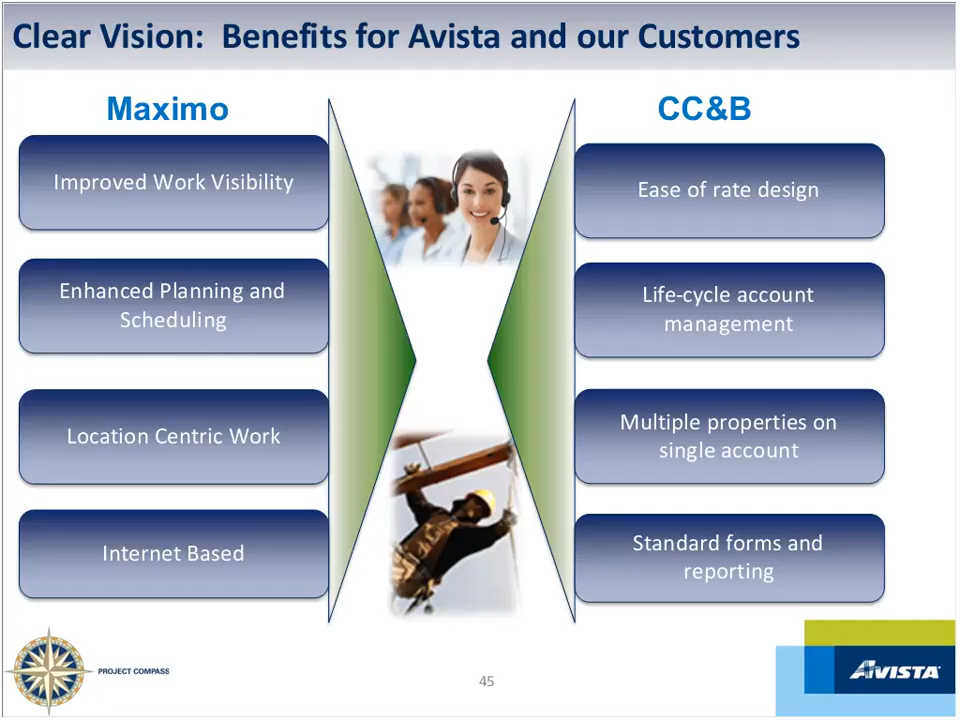 Clear Vision:  Benefits for Avista and our Customers
Maximo
Improved Work Visibility
Enhanced Planning and
Scheduling
Location Centric Work
Internet Based
CC&B
Ease of rate design
Life-cycle account
management
Multiple properties on
single account
Standard forms and
reporting
PROJECT COMPASS
45
AVISTA